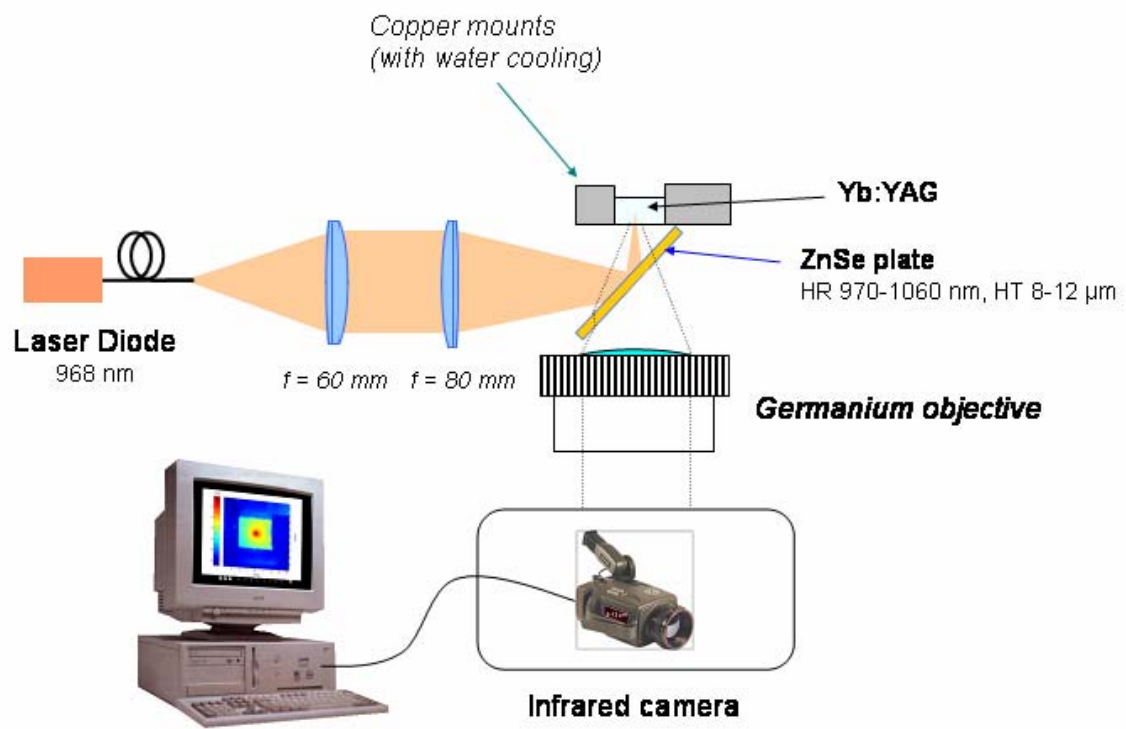 Copper mounts
(with water cooling)
Yb:YAG
ZnSe plate
HR 970-1060 nm, HT 8-12 µm
Laser Diode
968 nm
f = 60 mm
f = 80 mm
Germanium objective
Infrared camera